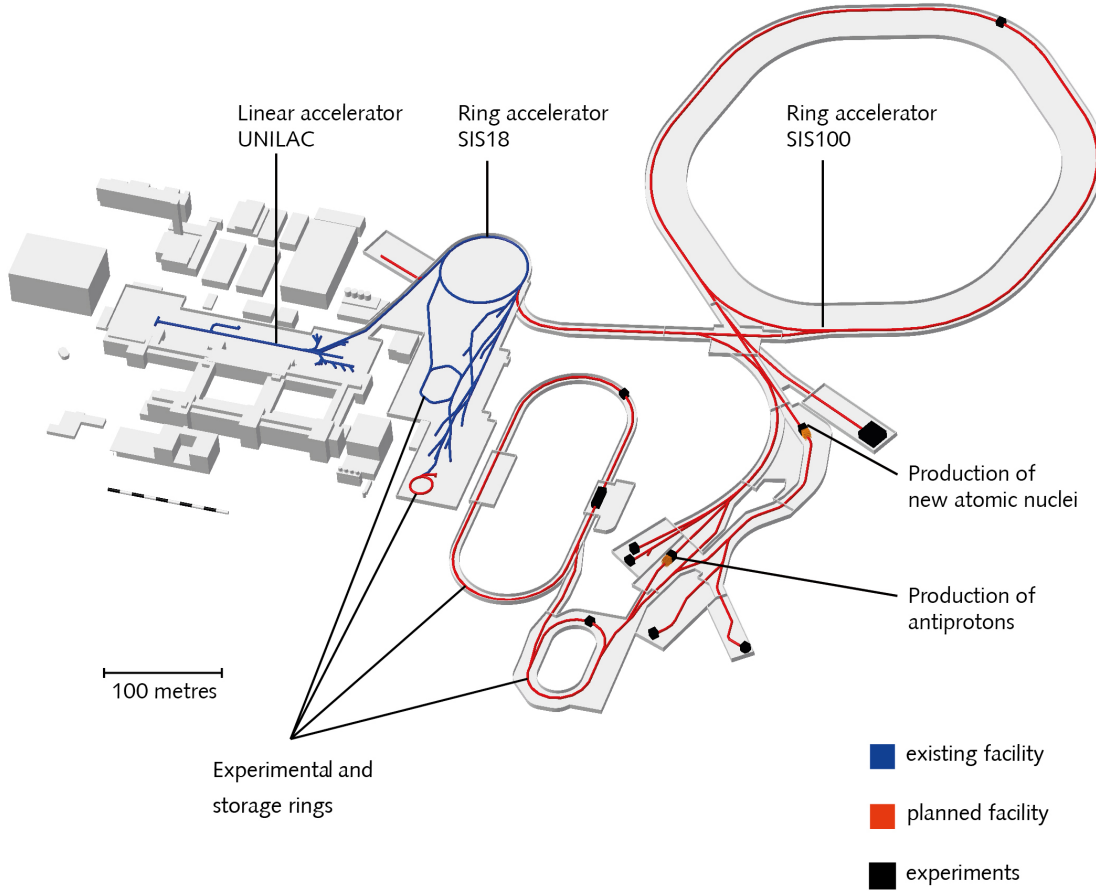 Linear accelerator
UNILAC
Ring accelerator
SIS18
Ring accelerator
SIS100
Production of
new atomic nuclei
Production of
antiprotons
100 metres
Experimental and
storage rings
existing facility
planned facility
experiments